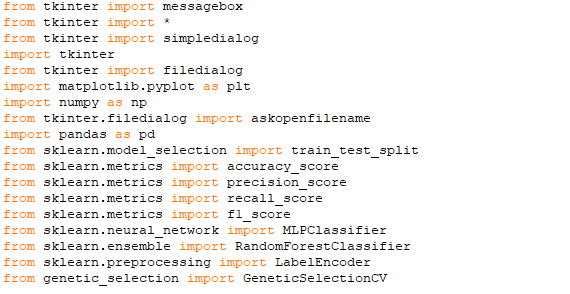 from tkinter import messagebox
from tkinter import *
from tkinter import simpledialog
import tkinter
from tkinter import filedialog
import matplotlib.pyplot as plt
import numpy as np
from tkinter.filedialog import askopenfilename
import pandas as pd
from sklearn.model_selection import train_test_split
from sklearn.metrics import accuracy_score
from sklearn.metrics import precision_score
from sklearn.metrics import recall_score
from sklearn.metrics import f1_score
from sklearn.neural_network import MLPClassifier
from sklearn.ensemble import RandomForestClassifier
from sklearn.preprocessing import LabelEncoder
from genetic_selection import GeneticSelectionCV